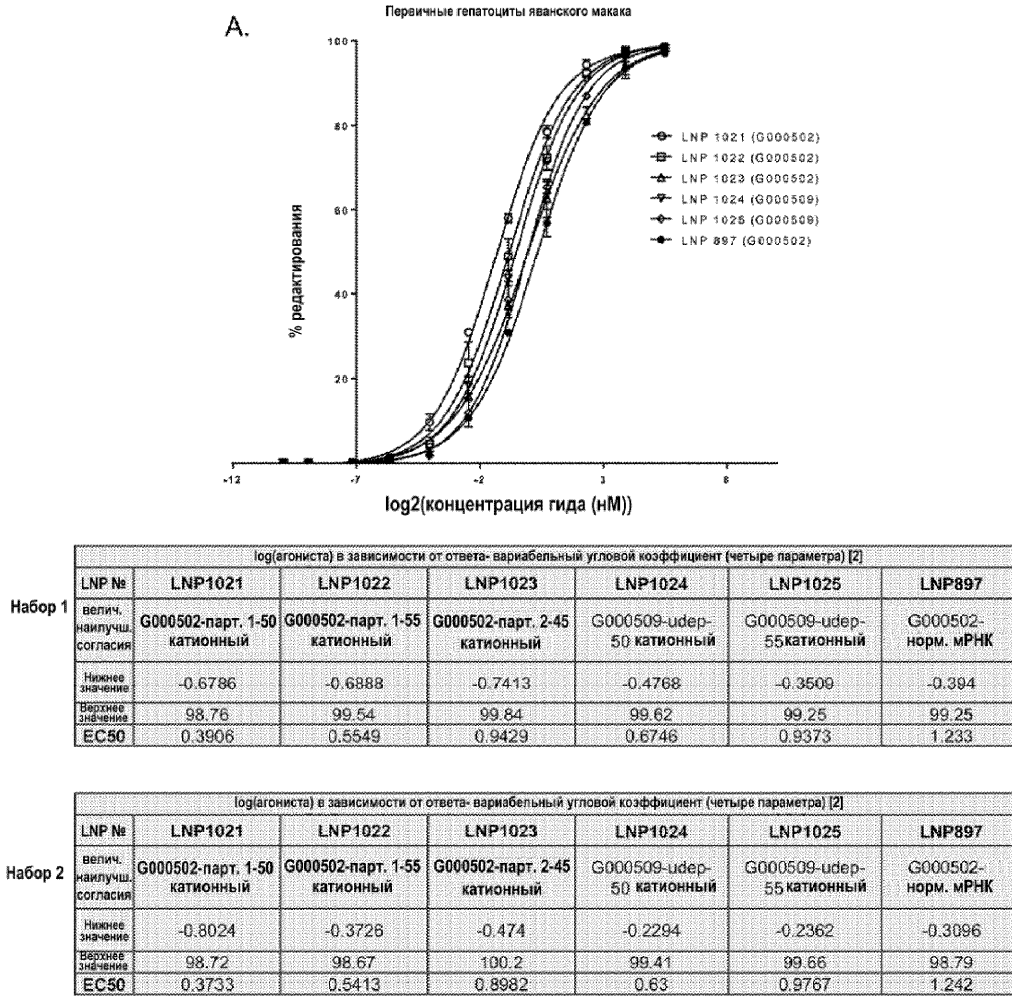 Первичные гепатоциты яванского макака
A.
100
80
60
40
20
% редактирования
-12 -7 -2 3 8
log2(концентрация гида (нМ))
LNP 1021 (G000502)
LNP 1022 (G000502)
LNP 1023 (G000502)
LNP 1024 (G000509)
LNP 1025 (G000509)
LNP 897 (G000502)
Набор 1
log(агониста) в зависимости от ответа- вариабельный угловой коэффициент (четыре параметра) [2]
LNP № LNP1021 LNP1022 LNP1023 LNP1024 LNP1025 LNP897
велич. наилучш. согласия G000502-парт. 1-50 катионный G000502-парт. 1-55 катионный G000502-парт. 2-45 катионный G000509-udep-50 катионный G000509-udep-55катионный G000502-норм. мРНК
Нижнее значение -0.6786 -0.6888 -0.7413 -0.4768 -0.3509 -0.394
Верхнее значение 98.76 99.54 99.84 99.62 99.25 99.25
EC50 0.3906 0.5549 0.9429 0.6746 0.9373 1.233
Набор 2
log(агониста) в зависимости от ответа- вариабельный угловой коэффициент (четыре параметра) [2]
LNP № LNP1021 LNP1022 LNP1023 LNP1024 LNP1025 LNP897
велич. наилучш. согласия G000502-парт. 1-50 катионный G000502-парт. 1-55 катионный G000502-парт. 2-45 катионный G000509-udep-50 катионный G000509-udep-55катионный G000502-норм. мРНК
Нижнее значение -0.8024 -0.3726 -0.474 -0.2294 -0.2362 -0.3096
Верхнее значение 98.72 98.67 100.2 99.41 99.66 98.79
EC50 0.3733 0.5413 0.8982 0.63 0.9767 1.242